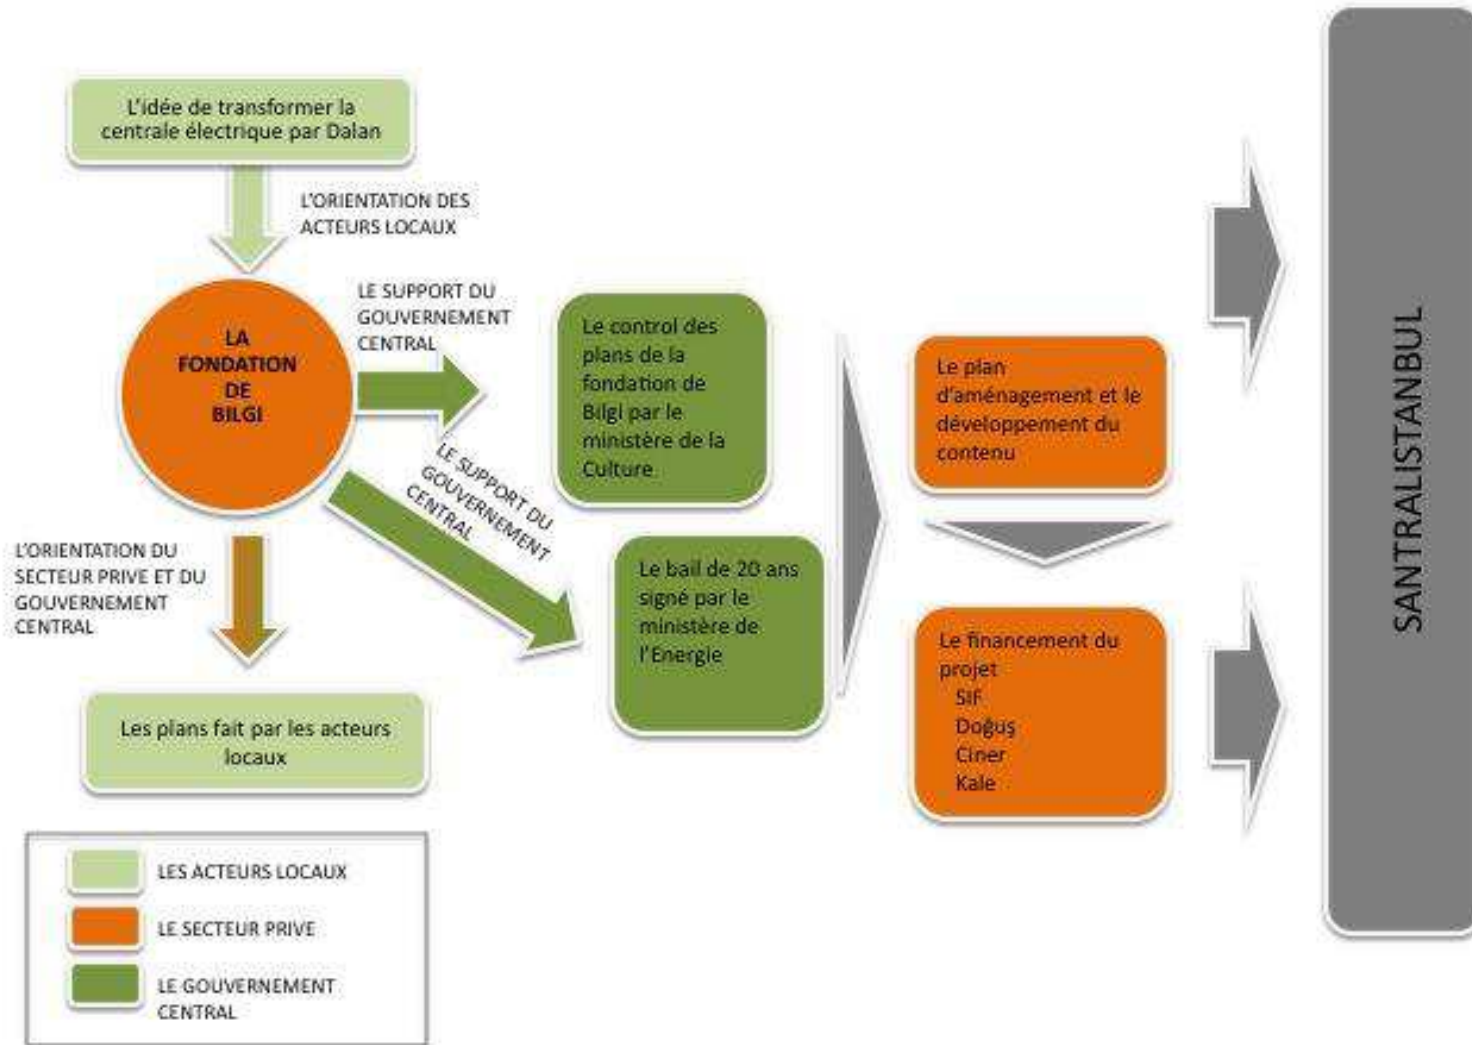 L'idée de transformer la
centrale électrique par Dalan
L'ORIENTATION DES
ACTEURS LOCAUX
LA
FONDATION
DE
BILGI
LE SUPPORT DU
GOUVERNEMENT
CENTRAL
Le control des
plans de la
fondation de
Bilgi par le
ministère de la
Culture
LE SUPPORT DU
GOUVERNEMENT
CENTRAL
Le bail de 20 ans
signé par le
ministère de
l'Energie
L'ORIENTATION DU
SECTEUR PRIVE ET DU
GOUVERNEMENT
CENTRAL
Les plans fait par les acteurs
locaux
Le plan
d'aménagement et le
développement du
contenu
Le financement du
projet
SIF
Doğuş
Ciner
Kale
SANTRALISTANBUL
LES ACTEURS LOCAUX
LE SECTEUR PRIVE
LE GOUVERNEMENT
CENTRAL